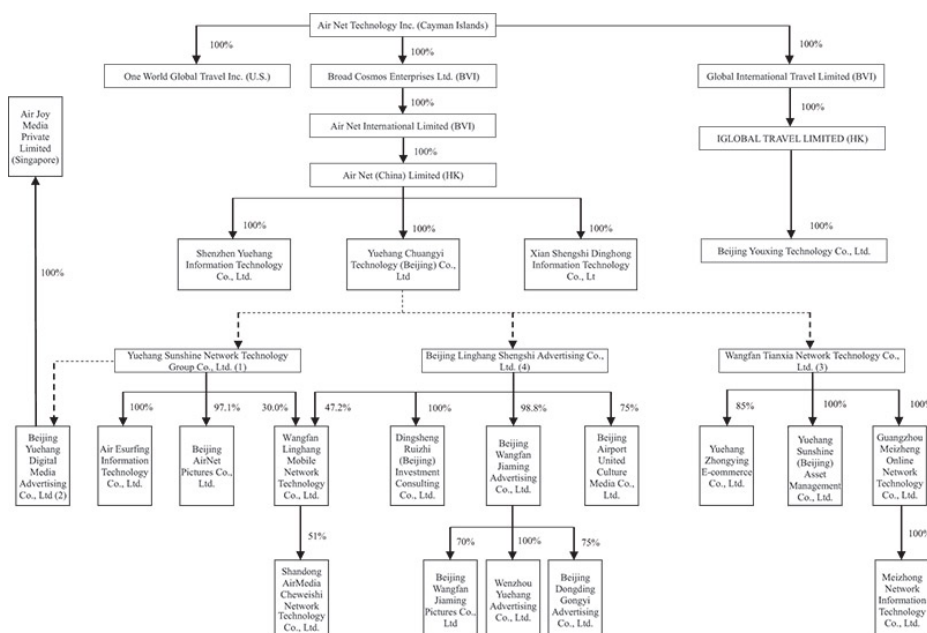 Air Net Technology Inc. (Cayman Islands)
100%
100%
100%
One World Global Travel Inc. (U.S.)
Broad Cosmos Enterprises Ltd. (BVI)
Global International Travel Limited (BVI)
100%
100%
Air Joy
Media
Private
Limited
(Singapore)
Air Net International Limited (BVI)
IGLOBAL TRAVEL LIMITED (HK)
100%
Air Net (China) Limited (HK)
100%
100%
100%
100%
Shenzhen Yuehang
Information Technology
Co., Ltd.
Yuehang Chuangyi
Technology (Beijing) Co.,
Ltd
Xian Shengshi Dinghong
Information Technology
Co., Lt
Beijing Youxing Technology Co., Ltd.
100%
Yuehang Sunshine Network Technology
Group Co., Ltd. (1)
Beijing Linghang Shengshi Advertising Co.,
Ltd. (4)
Wangfan Tianxia Network Technology Co.,
Ltd. (3)
100%
97.1%
30.0%
47.2%
100%
98.8%
75%
85%
100%
100%
Beijing
Yuehang
Digital
Media
Advertising
Co., Ltd (2)
Air Esurfing
Information
Technology
Co., Ltd.
Beijing
AirNet
Pictures Co.,
Ltd.
Wangfan
Linghang
Mobile
Network
Technology
Co., Ltd.
Dingsheng
Ruizhi
(Beijing)
Investment
Consulting
Co., Ltd.
Beijing
Wangfan
Jiaming
Advertising
Co., Ltd.
Beijing
Airport
United
Culture
Media Co.,
Ltd.
Yuehang
Zhongying
E-commerce
Co., Ltd.
Yuehang
Sunshine
(Beijing)
Asset
Management
Co., Ltd.
Guangzhou
Meizheng
Online
Network
Technology
Co., Ltd.
51%
70%
100%
75%
100%
Shandong
AirMedia
Cheweishi
Network
Technology
Co., Ltd.
Beijing
Wangfan
Jiaming
Pictures Co.,
Ltd
Wenzhou
Yuehang
Advertising
Co., Ltd.
Beijing
Dongding
Gongyi
Advertising
Co., Ltd.
Meizhong
Network
Information
Technology
Co., Ltd.